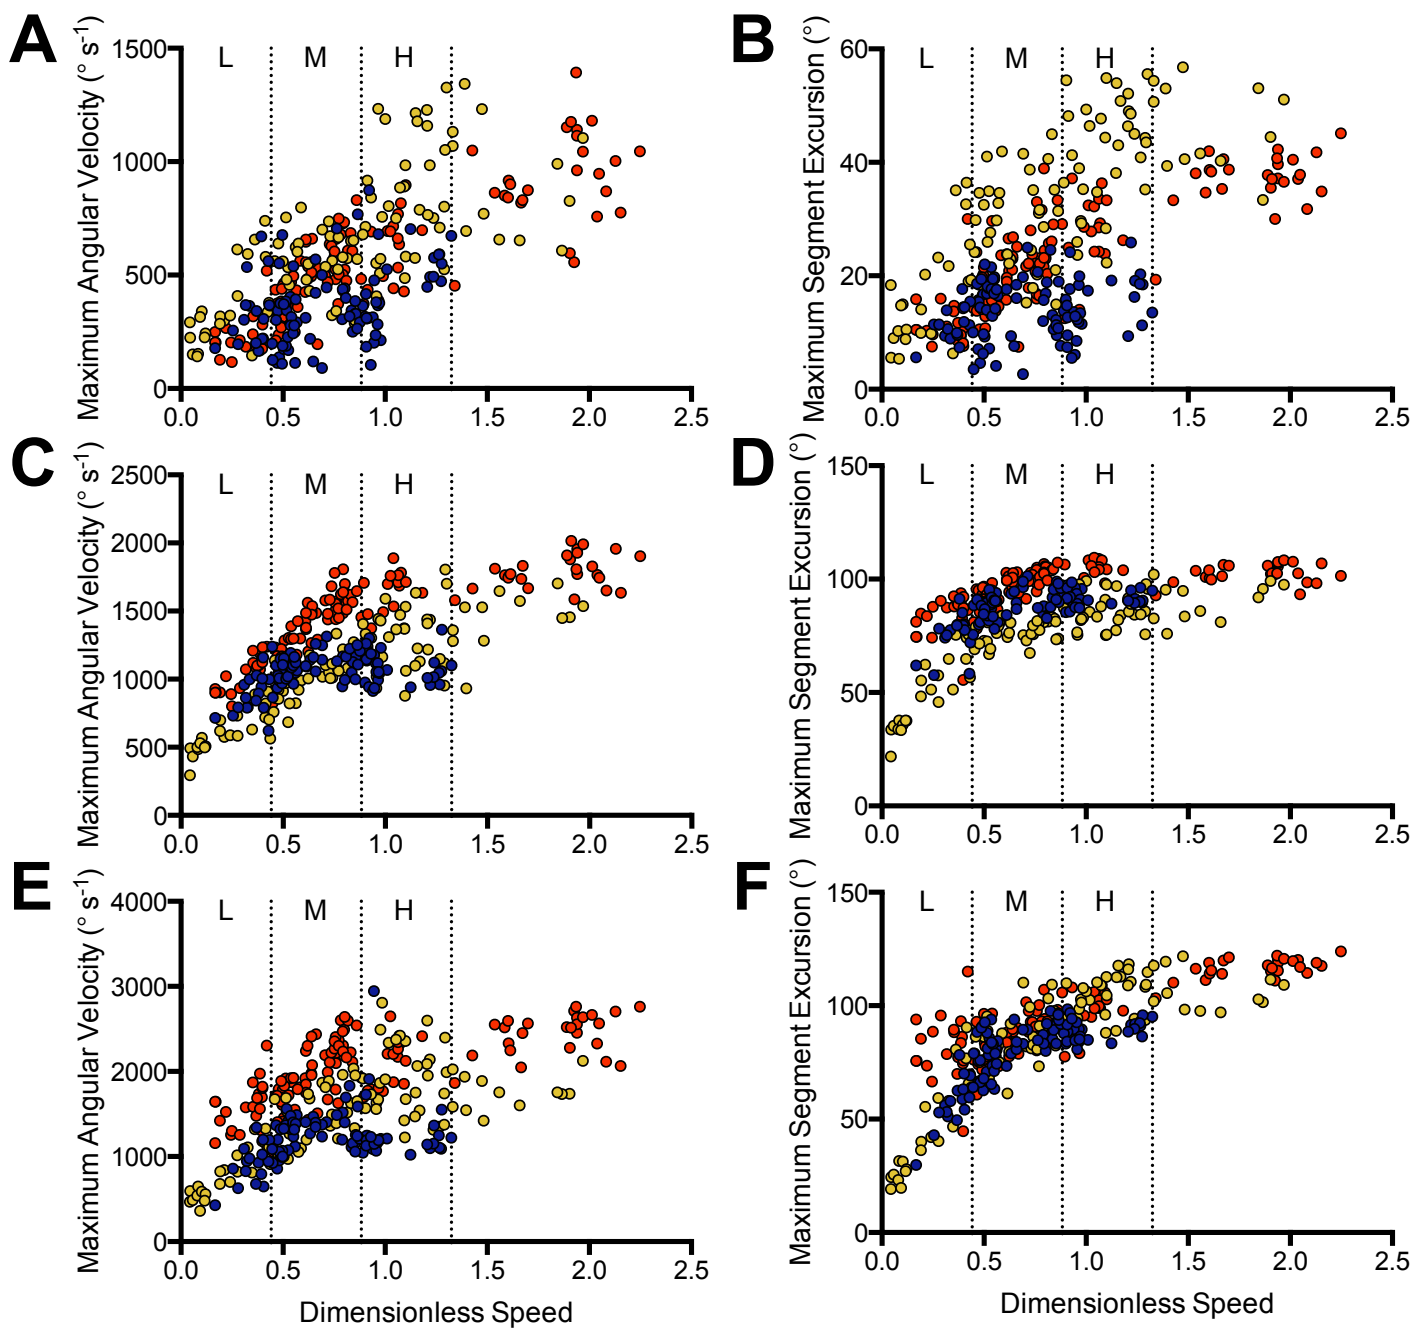 A
Maximum Angular Velocity (° s-1)
1500
1000
500
0
L M H
0.0 0.5 1.0 1.5 2.0 2.5
B
Maximum Segment Excursion (°)
60
40
20
0
L M H
0.0 0.5 1.0 1.5 2.0 2.5
C
Maximum Angular Velocity (° s-1)
2500
2000
1500
1000
500
0
L M H
0.0 0.5 1.0 1.5 2.0 2.5
D
Maximum Segment Excursion (°)
150
100
50
0
L M H
0.0 0.5 1.0 1.5 2.0 2.5
E
Maximum Angular Velocity (° s-1)
4000
3000
2000
1000
0
L M H
0.0 0.5 1.0 1.5 2.0 2.5
Dimensionless Speed
F
Maximum Segment Excursion (°)
150
100
50
0
L M H
0.0 0.5 1.0 1.5 2.0 2.5
Dimensionless Speed